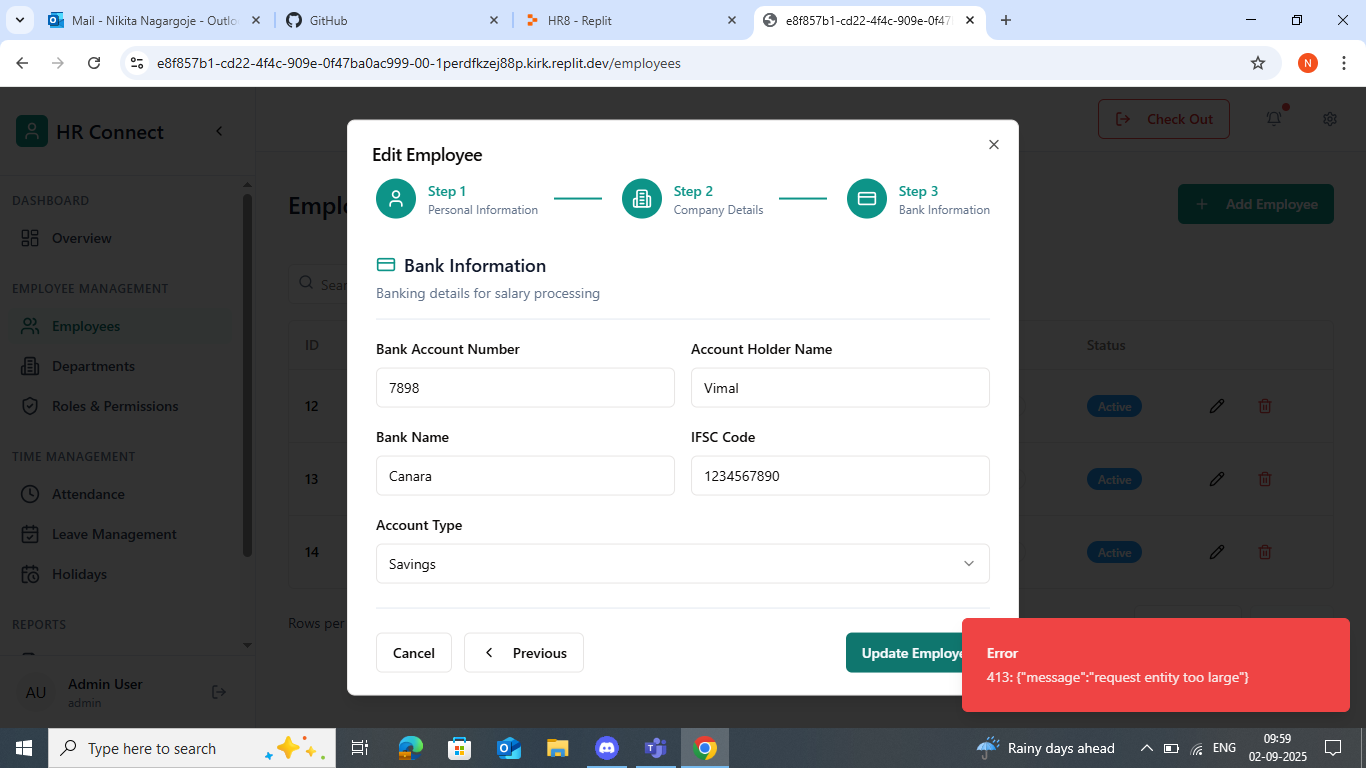 Mail - Nikita Nagargoje - Outlo
GitHub
HR8 - Replit
e8f857b1-cd22-4f4c-909e-0f47
e8f857b1-cd22-4f4c-909e-0f47ba0ac999-00-1perdfkzej88p.kirk.replit.dev/employees
N
HR Connect
Check Out
DASHBOARD
Overview
EMPLOYEE MANAGEMENT
Employees
Departments
Roles & Permissions
TIME MANAGEMENT
Attendance
Leave Management
Holidays
REPORTS
AU
Admin User
admin
Emplo
Add Employee
Sear
ID
Status
12
Active
13
Active
14
Active
Rows per
Edit Employee
Step 1
Personal Information
Step 2
Company Details
Step 3
Bank Information
Bank Information
Banking details for salary processing
Bank Account Number
Account Holder Name
7898
Vimal
Bank Name
IFSC Code
Canara
1234567890
Account Type
Savings
Cancel
Previous
Update Employe
Error
413: {"message":"request entity too large"}
Type here to search
Rainy days ahead
ENG
09:59
02-09-2025